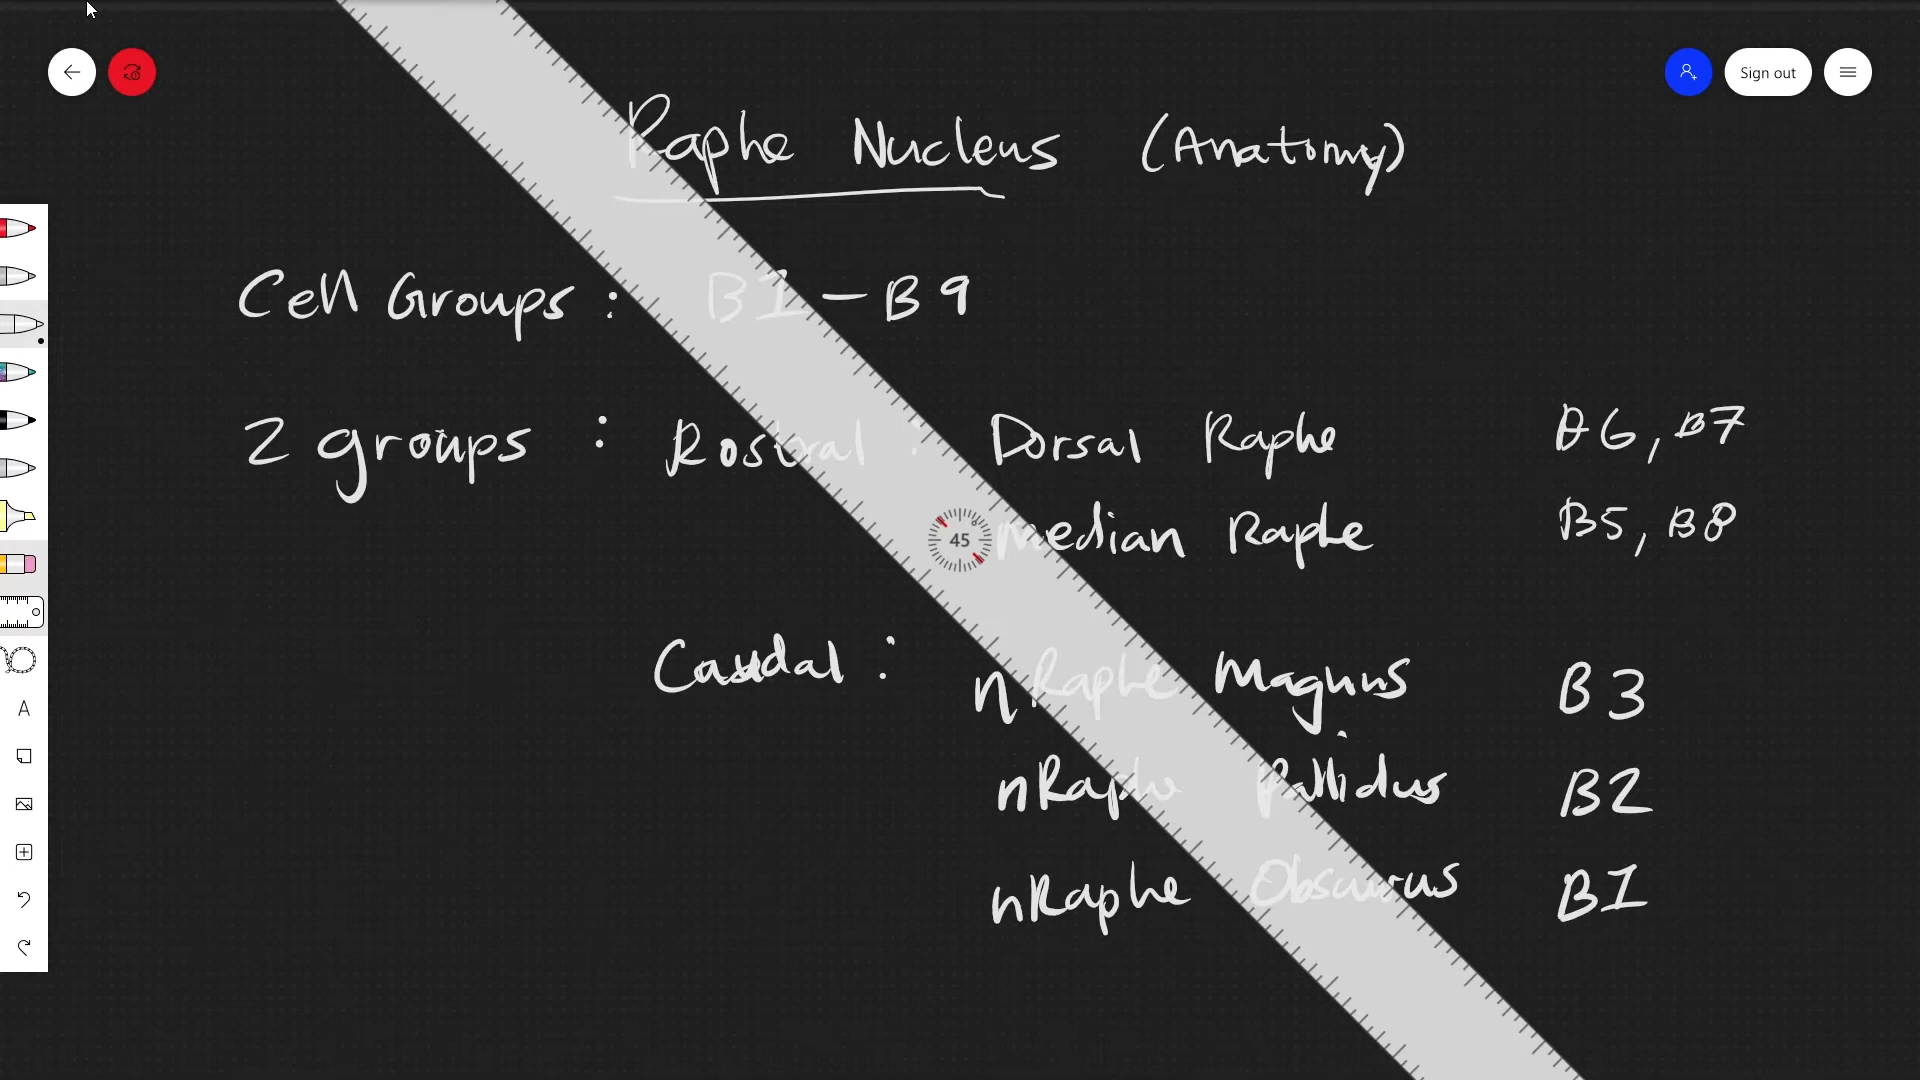 Sign out
Raphe Nucleus (Anatomy)
Cell Groups : B1 – B9
2 groups : Rostral : Dorsal Raphe B6, B7
45
Median Raphe B5, B8
Caudal : nRaphe Magnus B3
nRaphe Pallidus B2
nRaphe Obscurus B1
A